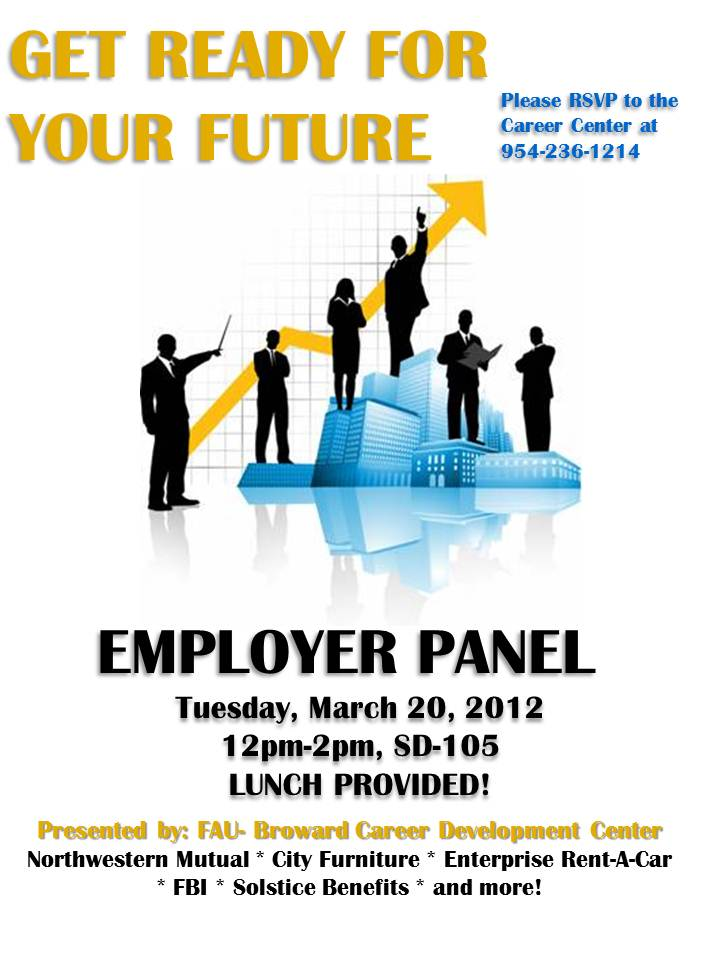 GET READY FOR
YOUR FUTURE
Please RSVP to the
Career Center at
954-236-1214
EMPLOYER PANEL
Tuesday, March 20, 2012
12pm-2pm, SD-105
LUNCH PROVIDED!
Presented by: FAU- Broward Career Development Center
Northwestern Mutual * City Furniture * Enterprise Rent-A-Car
* FBI * Solstice Benefits * and more!